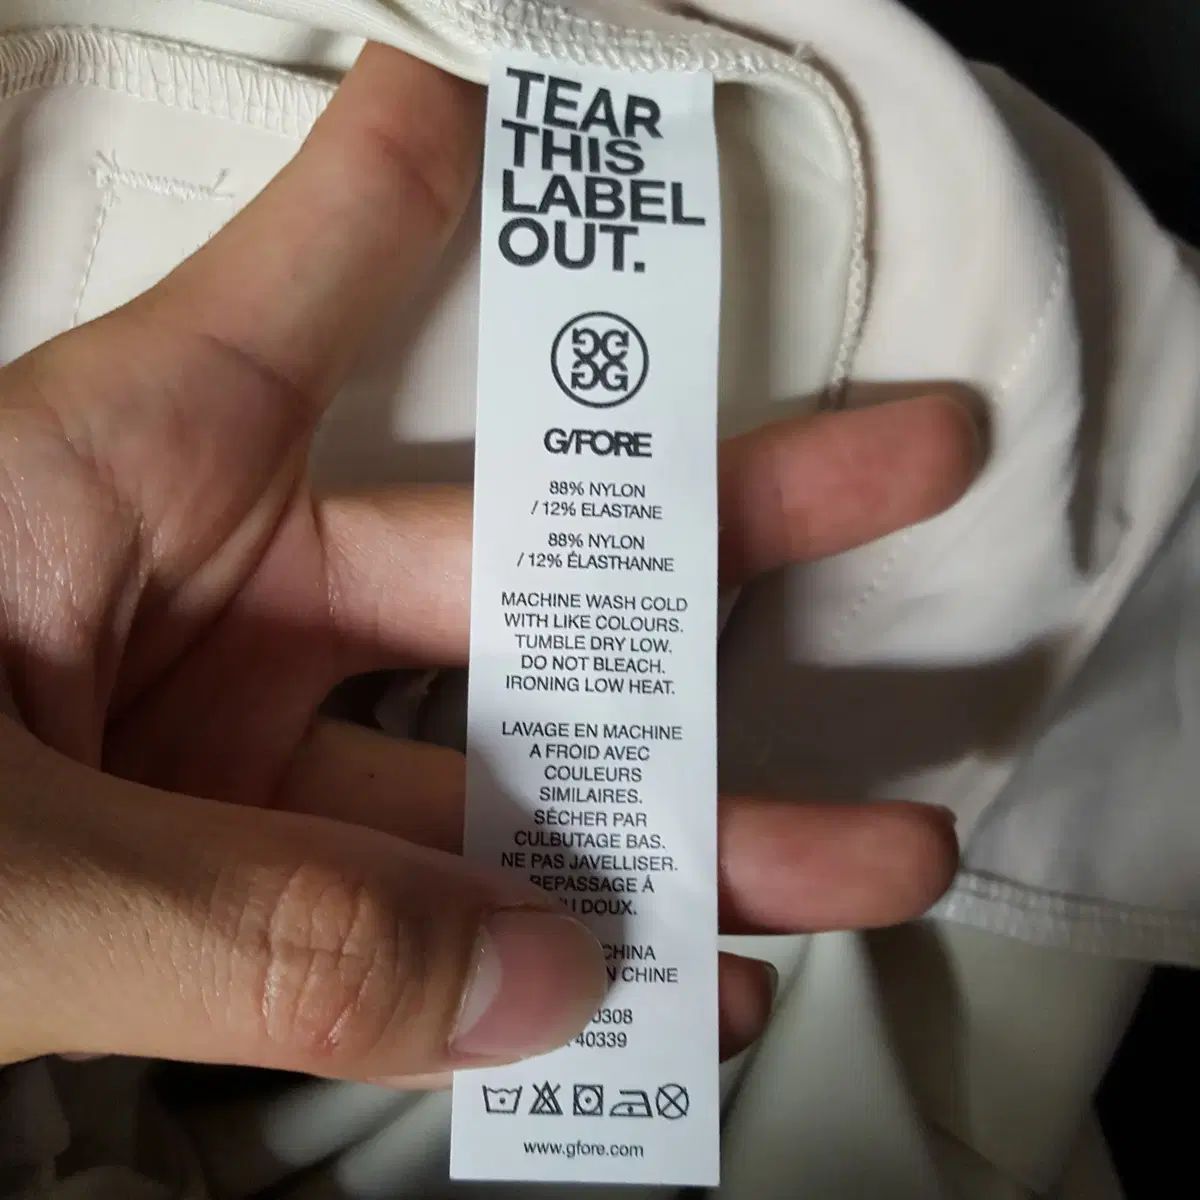 TEAR
THIS
LABEL
OUT.
G/FORE
88% NYLON
/ 12% ELASTANE
88% NYLON
/ 12% ÉLASTHANNE
MACHINE WASH COLD
WITH LIKE COLOURS.
TUMBLE DRY LOW.
DO NOT BLEACH.
IRONING LOW HEAT.
LAVAGE EN MACHINE
A FROID AVEC
COULEURS
SIMILAIRES.
SÉCHER PAR
CULBUTAGE BAS.
NE PAS JAVELLISER.
REPASSAGE Á
DOUX.
CHINA
CHINE
40339
www.gfore.com